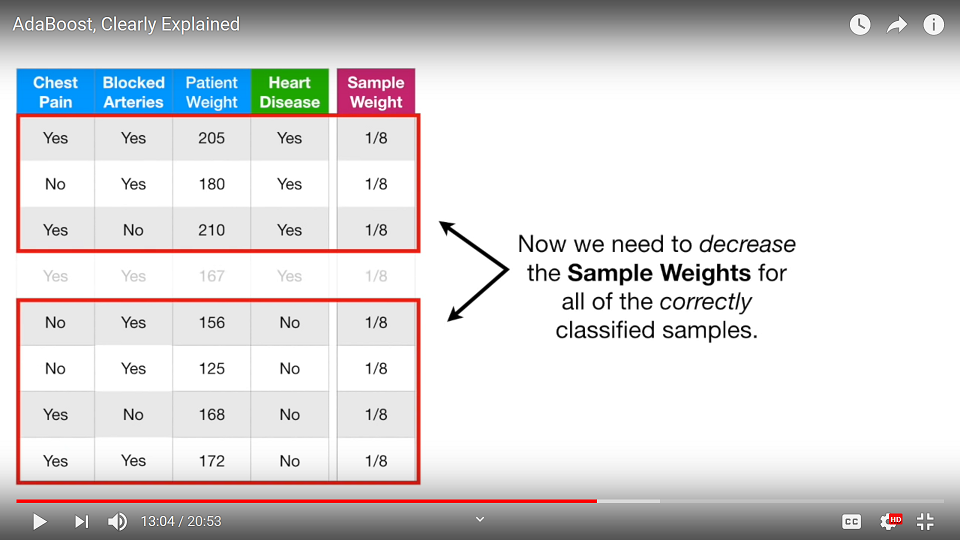 AdaBoost, Clearly Explained
Chest Pain Blocked Arteries Patient Weight Heart Disease Sample Weight
Yes Yes 205 Yes 1/8
No Yes 180 Yes 1/8
Yes No 210 Yes 1/8
Yes Yes 167 Yes 1/8
No Yes 156 No 1/8
No Yes 125 No 1/8
Yes No 168 No 1/8
Yes Yes 172 No 1/8
Now we need to decrease
the Sample Weights for
all of the correctly
classified samples.
13:04 / 20:53
CC
HD